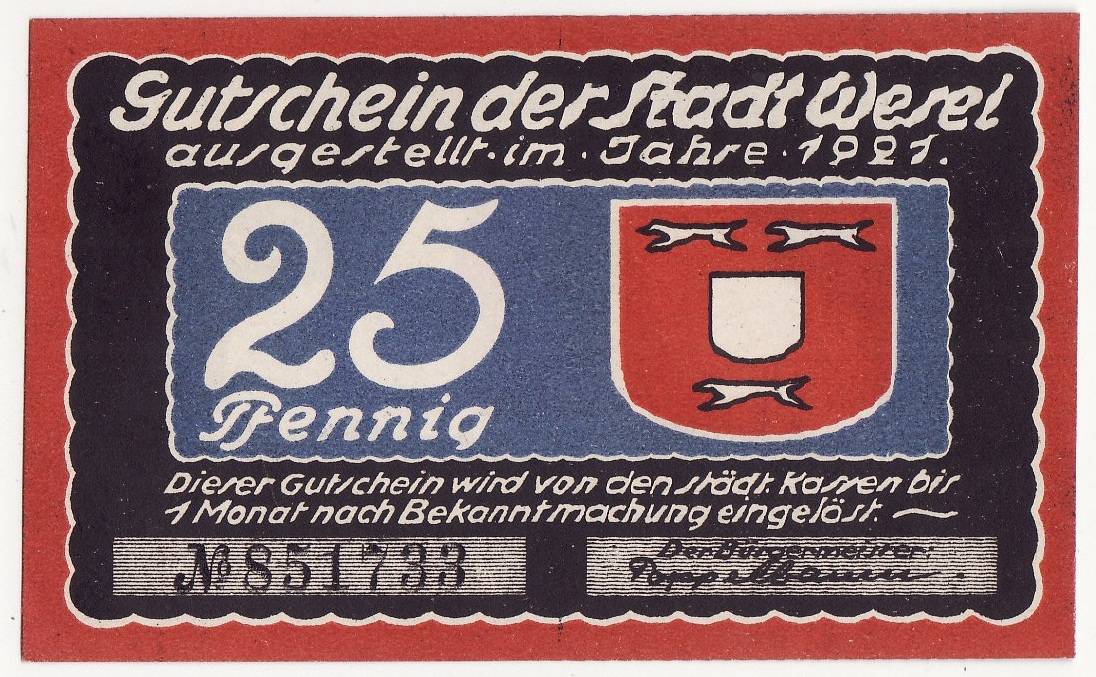 Gutschein der Stadt Wesel
ausgestellt · im · Jahre · 1921.
25
Pfennig
Dieser Gutschein wird von den städt. Kassen bis
1 Monat nach Bekanntmachung eingelöst. —
№ 851733
Der Bürgermeister:
Poppelbaum.